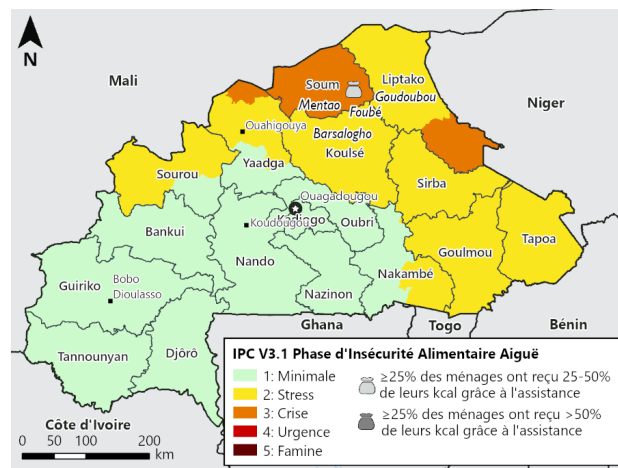 N
Mali
Niger
Soum
Liptako
Mentao
Goudoubou
Foubé
Barsalogho
Koulsé
Ouahigouya
Yaadga
Sourou
Sirba
Ouagadougou
Kadiogo
Koudougou
Oubri
Bankui
Tapoa
Goulmou
Nando
Nakambé
Guiriko
Bobo
Dioulasso
Nazinon
Tannounyan
Djôrô
Ghana
Togo
Bénin
Côte d'Ivoire
0 50 100 200
km
IPC V3.1 Phase d'Insécurité Alimentaire Aiguë
1: Minimale
2: Stress
3: Crise
4: Urgence
5: Famine
≥25% des ménages ont reçu 25-50%
de leurs kcal grâce à l'assistance
≥25% des ménages ont reçu >50%
de leurs kcal grâce à l'assistance